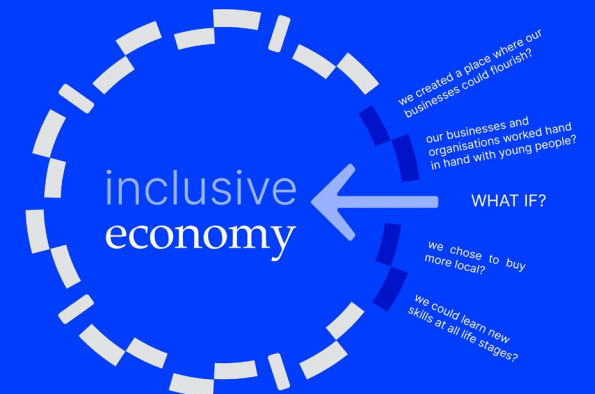 we created a place where our
businesses could flourish?
our businesses and
organisations worked hand
in hand with young people?
inclusive
economy
WHAT IF?
we chose to buy
more local?
we could learn new
skills at all life stages?